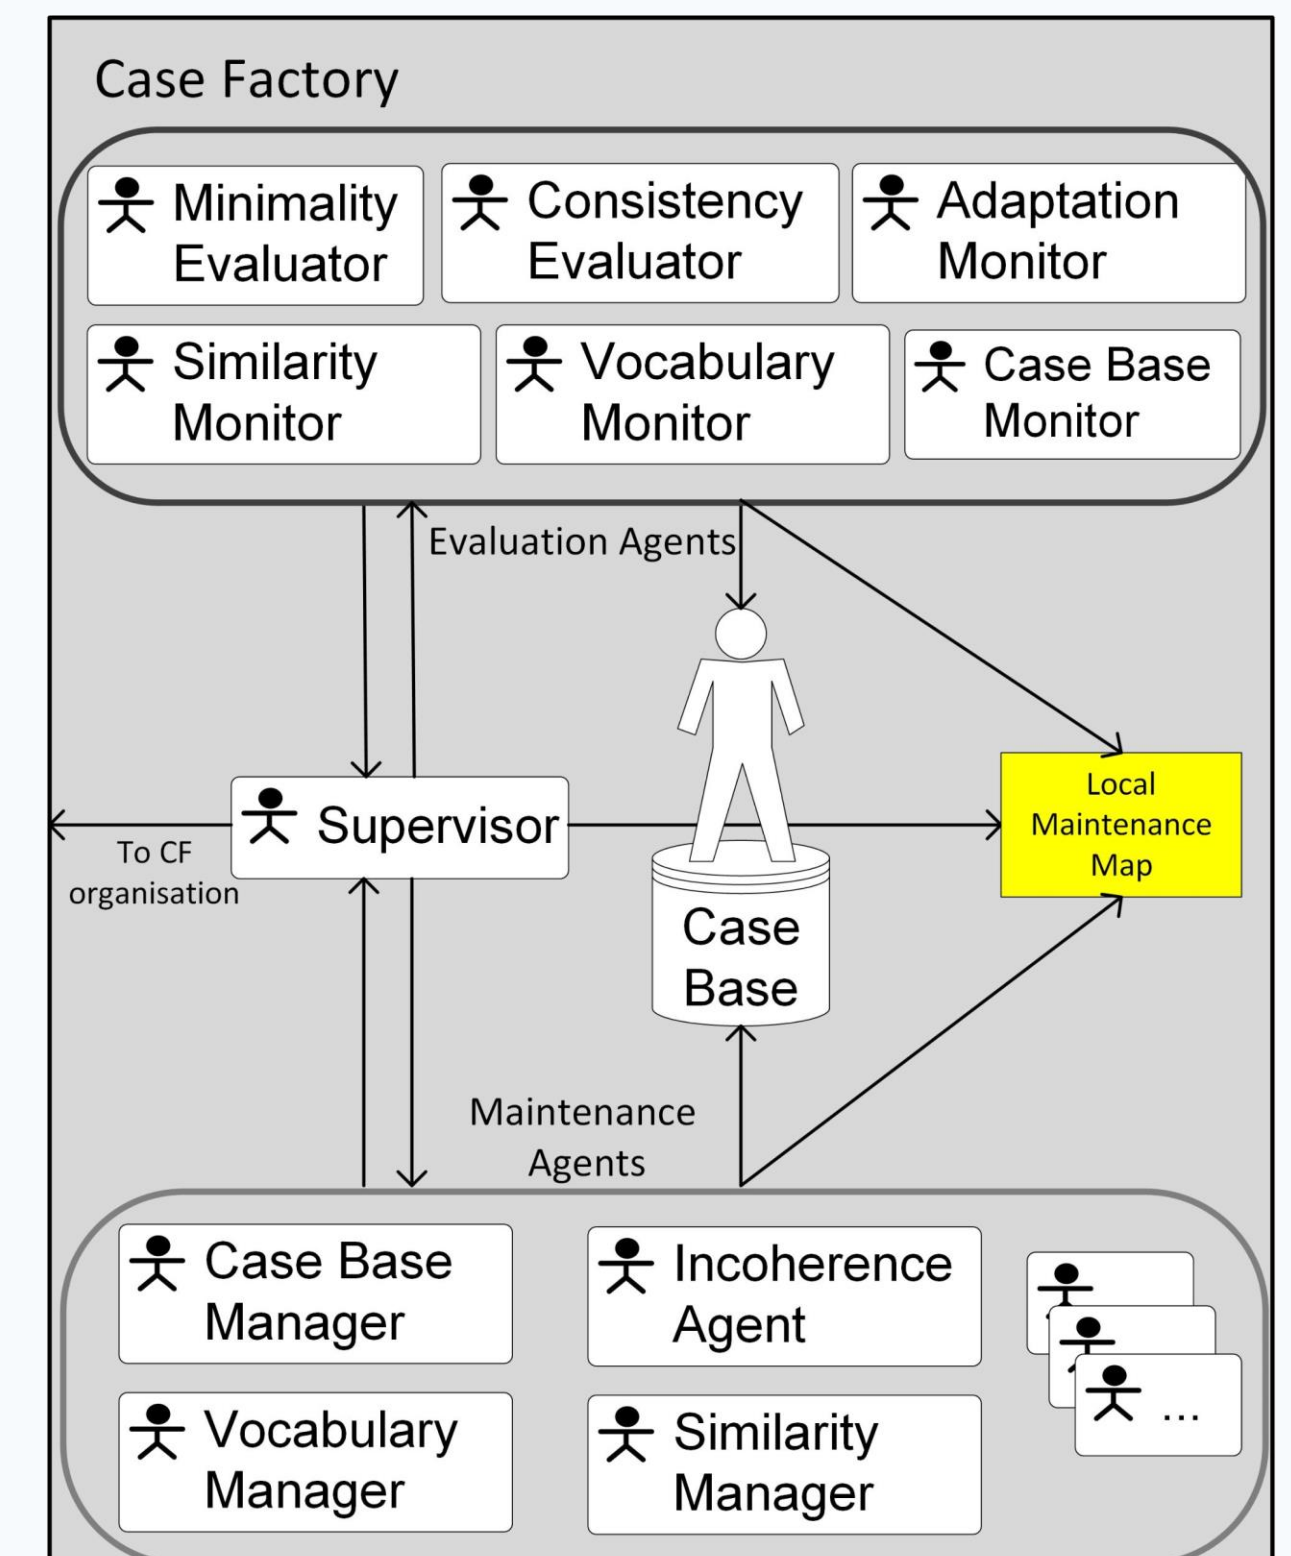 Case Factory
Minimality
Evaluator
Consistency
Evaluator
Adaptation
Monitor
Similarity
Monitor
Vocabulary
Monitor
Case Base
Monitor
Evaluation Agents
Supervisor
To CF
organisation
Local
Maintenance
Map
Case
Base
Maintenance
Agents
Case Base
Manager
Incoherence
Agent
...
Vocabulary
Manager
Similarity
Manager